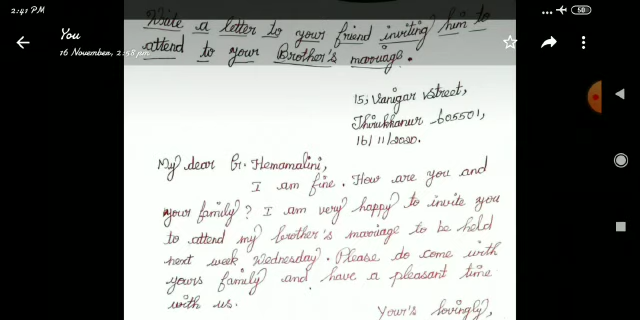 2:41 PM
50
You
16 November, 2:58 pm
Write a letter to your friend inviting him to
attend to your Brother's marriage.
15, Vanigar Street,
Thirukkanur 605501,
16/11/2020.
My dear Gr. Hemamalini,
I am fine. How are you and
your family? I am very happy to invite you
to attend my brother's marriage to be held
next week Wednesday. Please do come with
yours family and have a pleasant time
with us.
Your's lovingly,